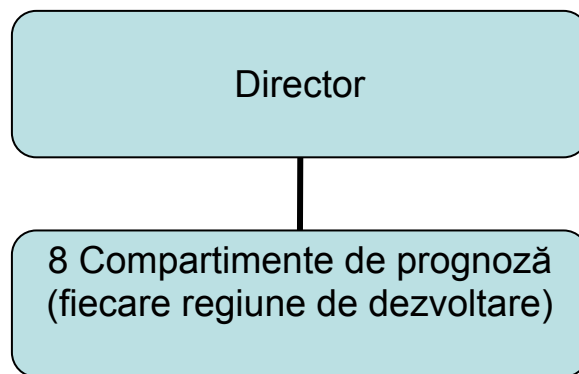 Director
8 Compartimente de prognoză
(fiecare regiune de dezvoltare)